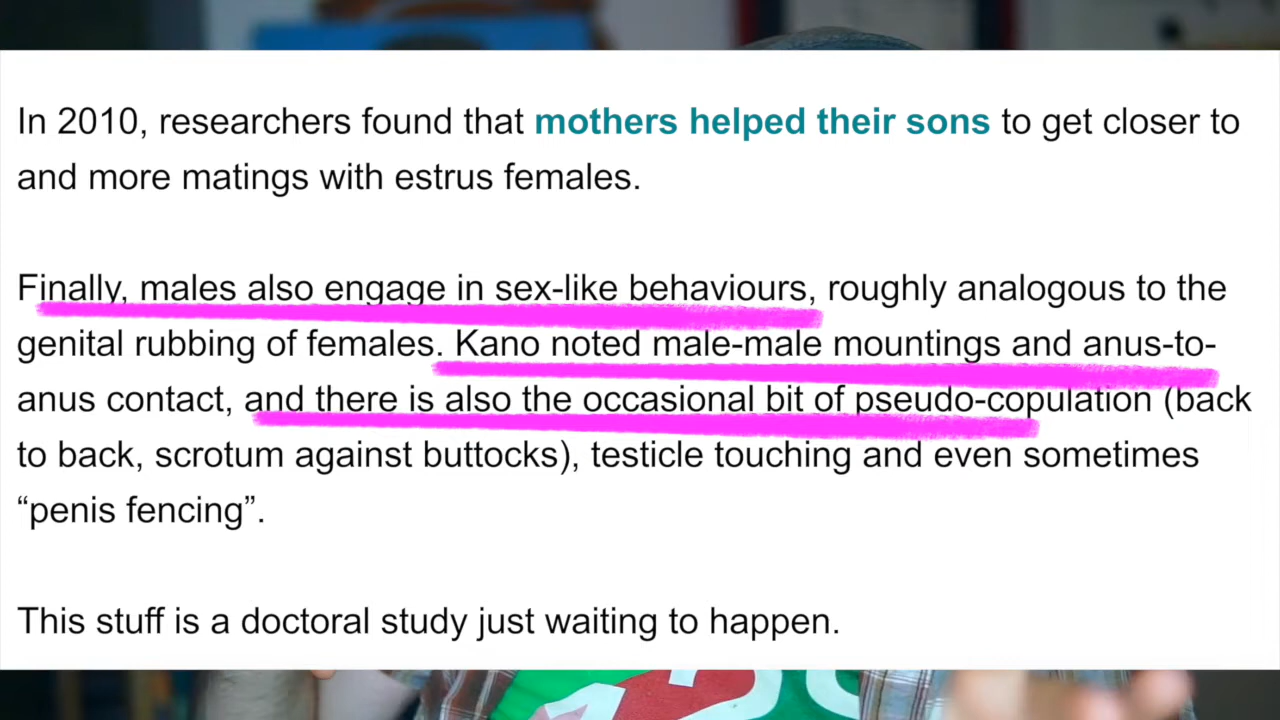 In 2010, researchers found that mothers helped their sons to get closer to
and more matings with estrus females.
Finally, males also engage in sex-like behaviours, roughly analogous to the
genital rubbing of females. Kano noted male-male mountings and anus-to-
anus contact, and there is also the occasional bit of pseudo-copulation (back
to back, scrotum against buttocks), testicle touching and even sometimes
“penis fencing”.
This stuff is a doctoral study just waiting to happen.